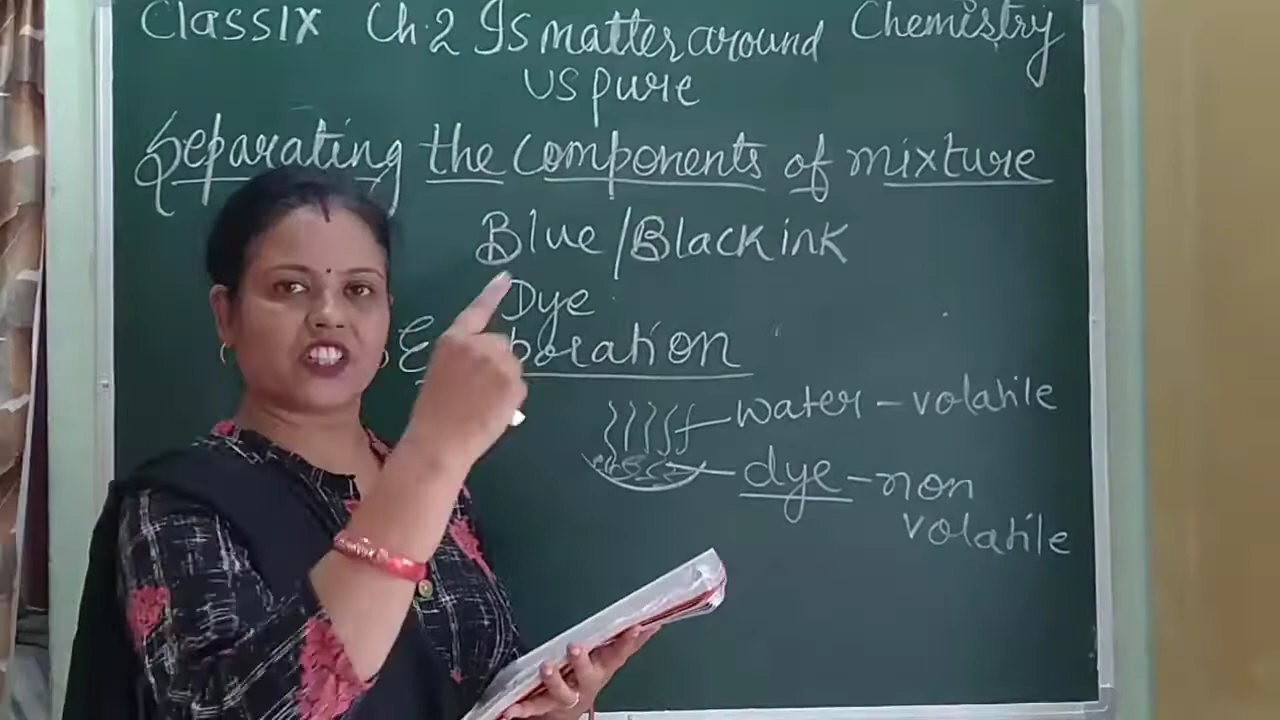 Class IX Ch.2 Is matter around Chemistry
us pure
Separating the components of mixture
Blue/Black ink
Dye
E poration
water - volatile
dye - non
volatile